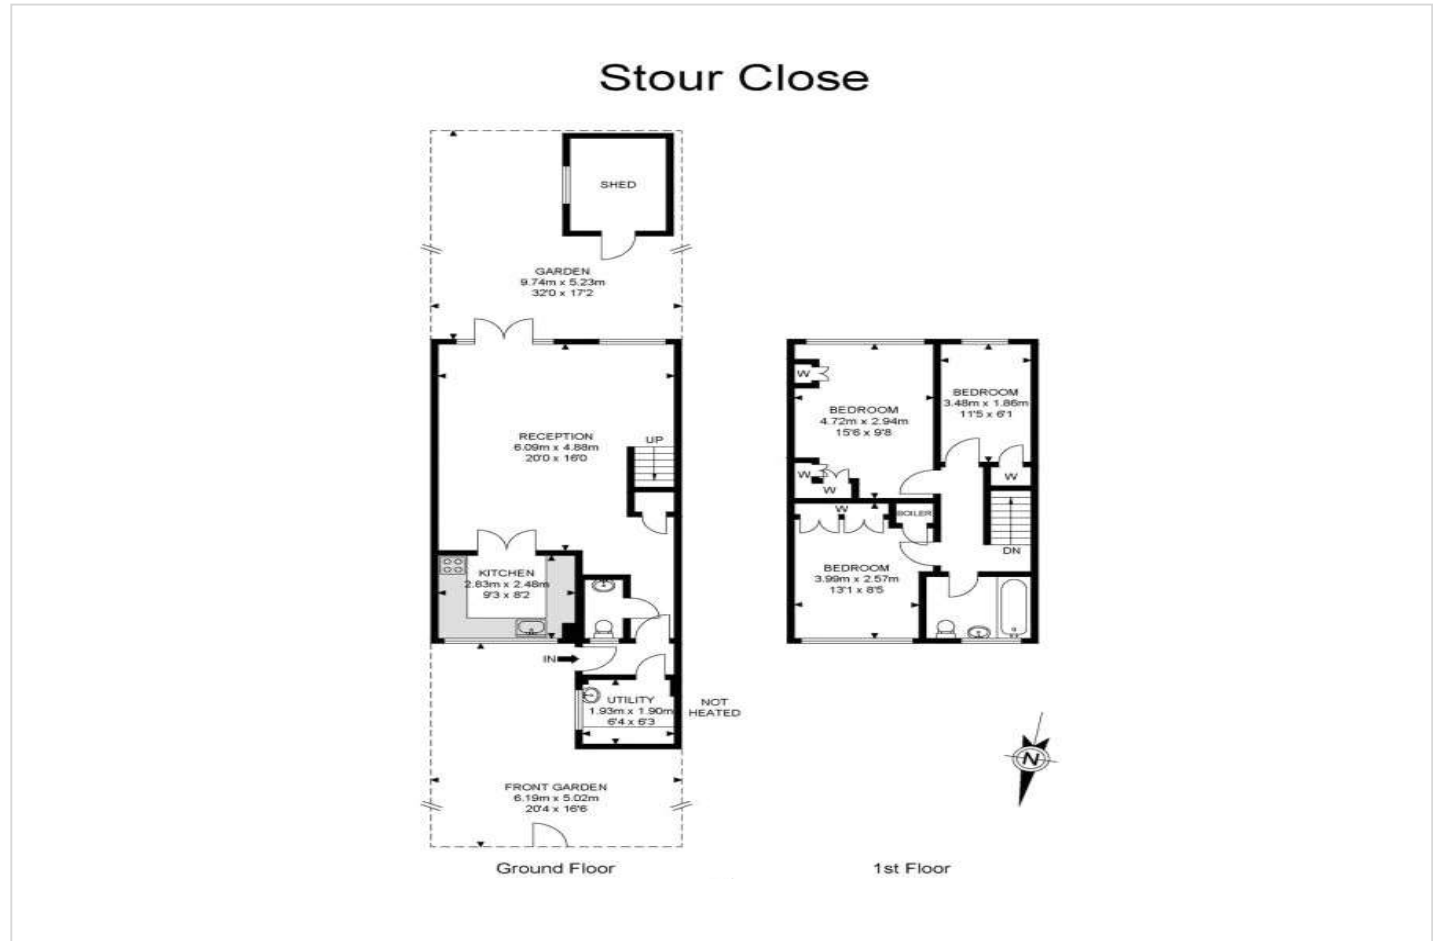 Stour Close
SHED
GARDEN
9.74m x 5.23m
32'0 x 17'2
RECEPTION
6.09m x 4.88m
20'0 x 16'0
UP
KITCHEN
2.83m x 2.48m
9'3 x 8'2
IN
UTILITY
1.93m x 1.90m
6'4 x 6'3
NOT
HEATED
FRONT GARDEN
6.19m x 5.02m
20'4 x 16'6
Ground Floor
W
BEDROOM
4.72m x 2.94m
15'6 x 9'8
W
W
BEDROOM
3.48m x 1.86m
11'5 x 6'1
W
W
BOILER
DN
BEDROOM
3.99m x 2.57m
13'1 x 8'5
N
1st Floor